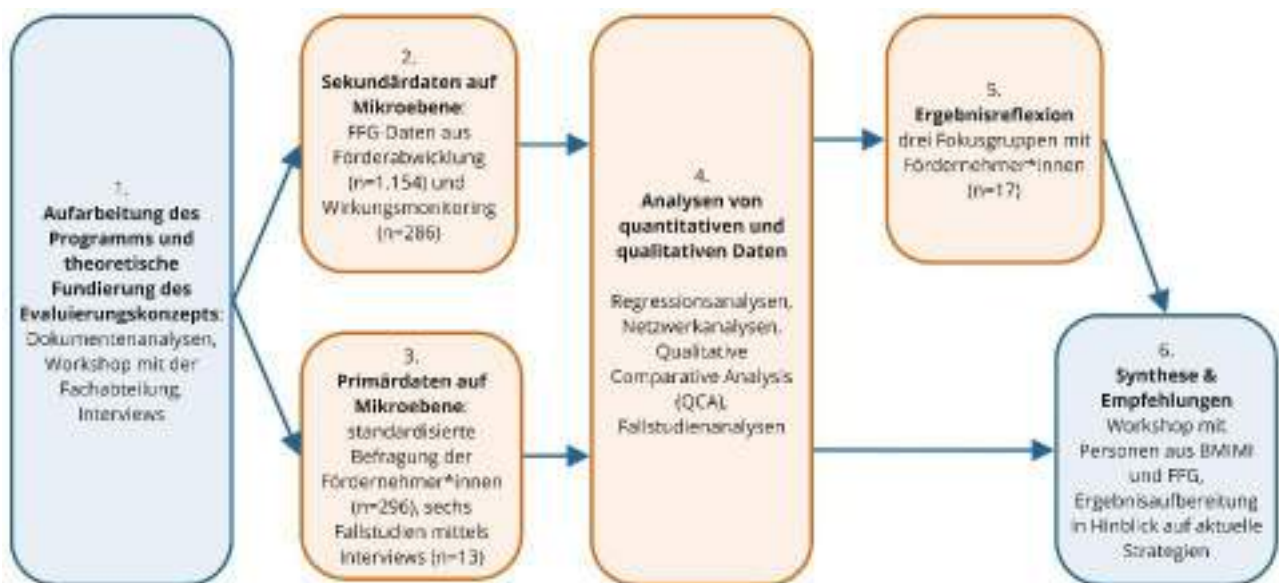 1.
Aufarbeitung des
Programms und
theoretische
Fundierung des
Evaluierungskonzepts:
Dokumentenanalysen,
Workshop mit der
Fachabteilung,
Interviews
2.
Sekundärdaten auf
Mikroebene:
FFG-Daten aus
Förderabwicklung
(n=1.154) und
Wirkungsmonitoring
(n=286)
3.
Primärdaten auf
Mikroebene:
standardisierte
Befragung der
Fördernehmer*innen
(n=296), sechs
Fallstudien mittels
Interviews (n=13)
4.
Analysen von
quantitativen und
qualitativen Daten
Regressionsanalysen,
Netzwerkanalysen,
Qualitative
Comparative Analysis
(QCA),
Fallstudienanalysen
5.
Ergebnisreflexion
drei Fokusgruppen mit
Fördernehmer*innen
(n=17)
6.
Synthese &
Empfehlungen
Workshop mit
Personen aus BMIMI
und FFG,
Ergebnisaufbereitung
in Hinblick auf aktuelle
Strategien